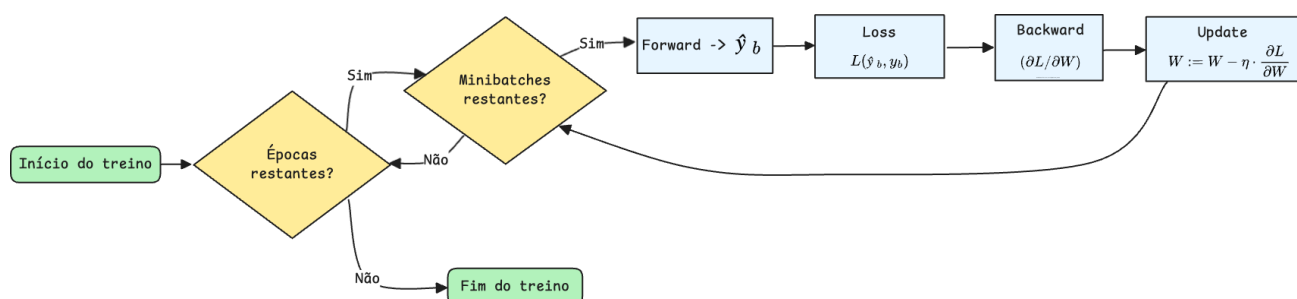 Início do treino
Épocas
restantes?
Sim
Não
Fim do treino
Minibatches
restantes?
Sim
Não
Forward -> ŷ b
Loss
L(ŷ b, yb)
Backward
(∂L/∂W)
Update
W := W − η · ∂L/∂W